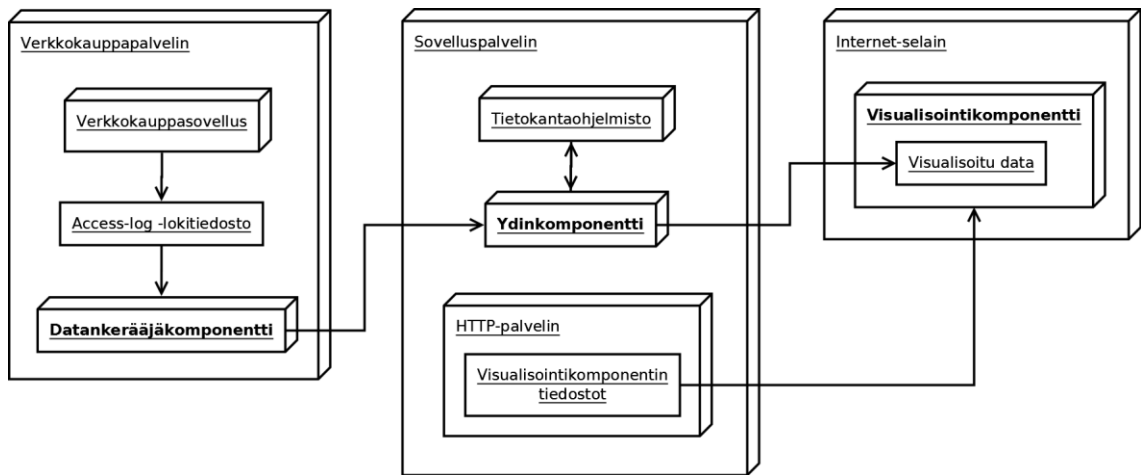 Verkkokauppapalvelin
Verkkokauppasovellus
Access-log -lokitiedosto
Datankerääjäkomponentti
Sovelluspalvelin
Tietokantaohjelmisto
Ydinkomponentti
HTTP-palvelin
Visualisointikomponentin
tiedostot
Internet-selain
Visualisointikomponentti
Visualisoitu data